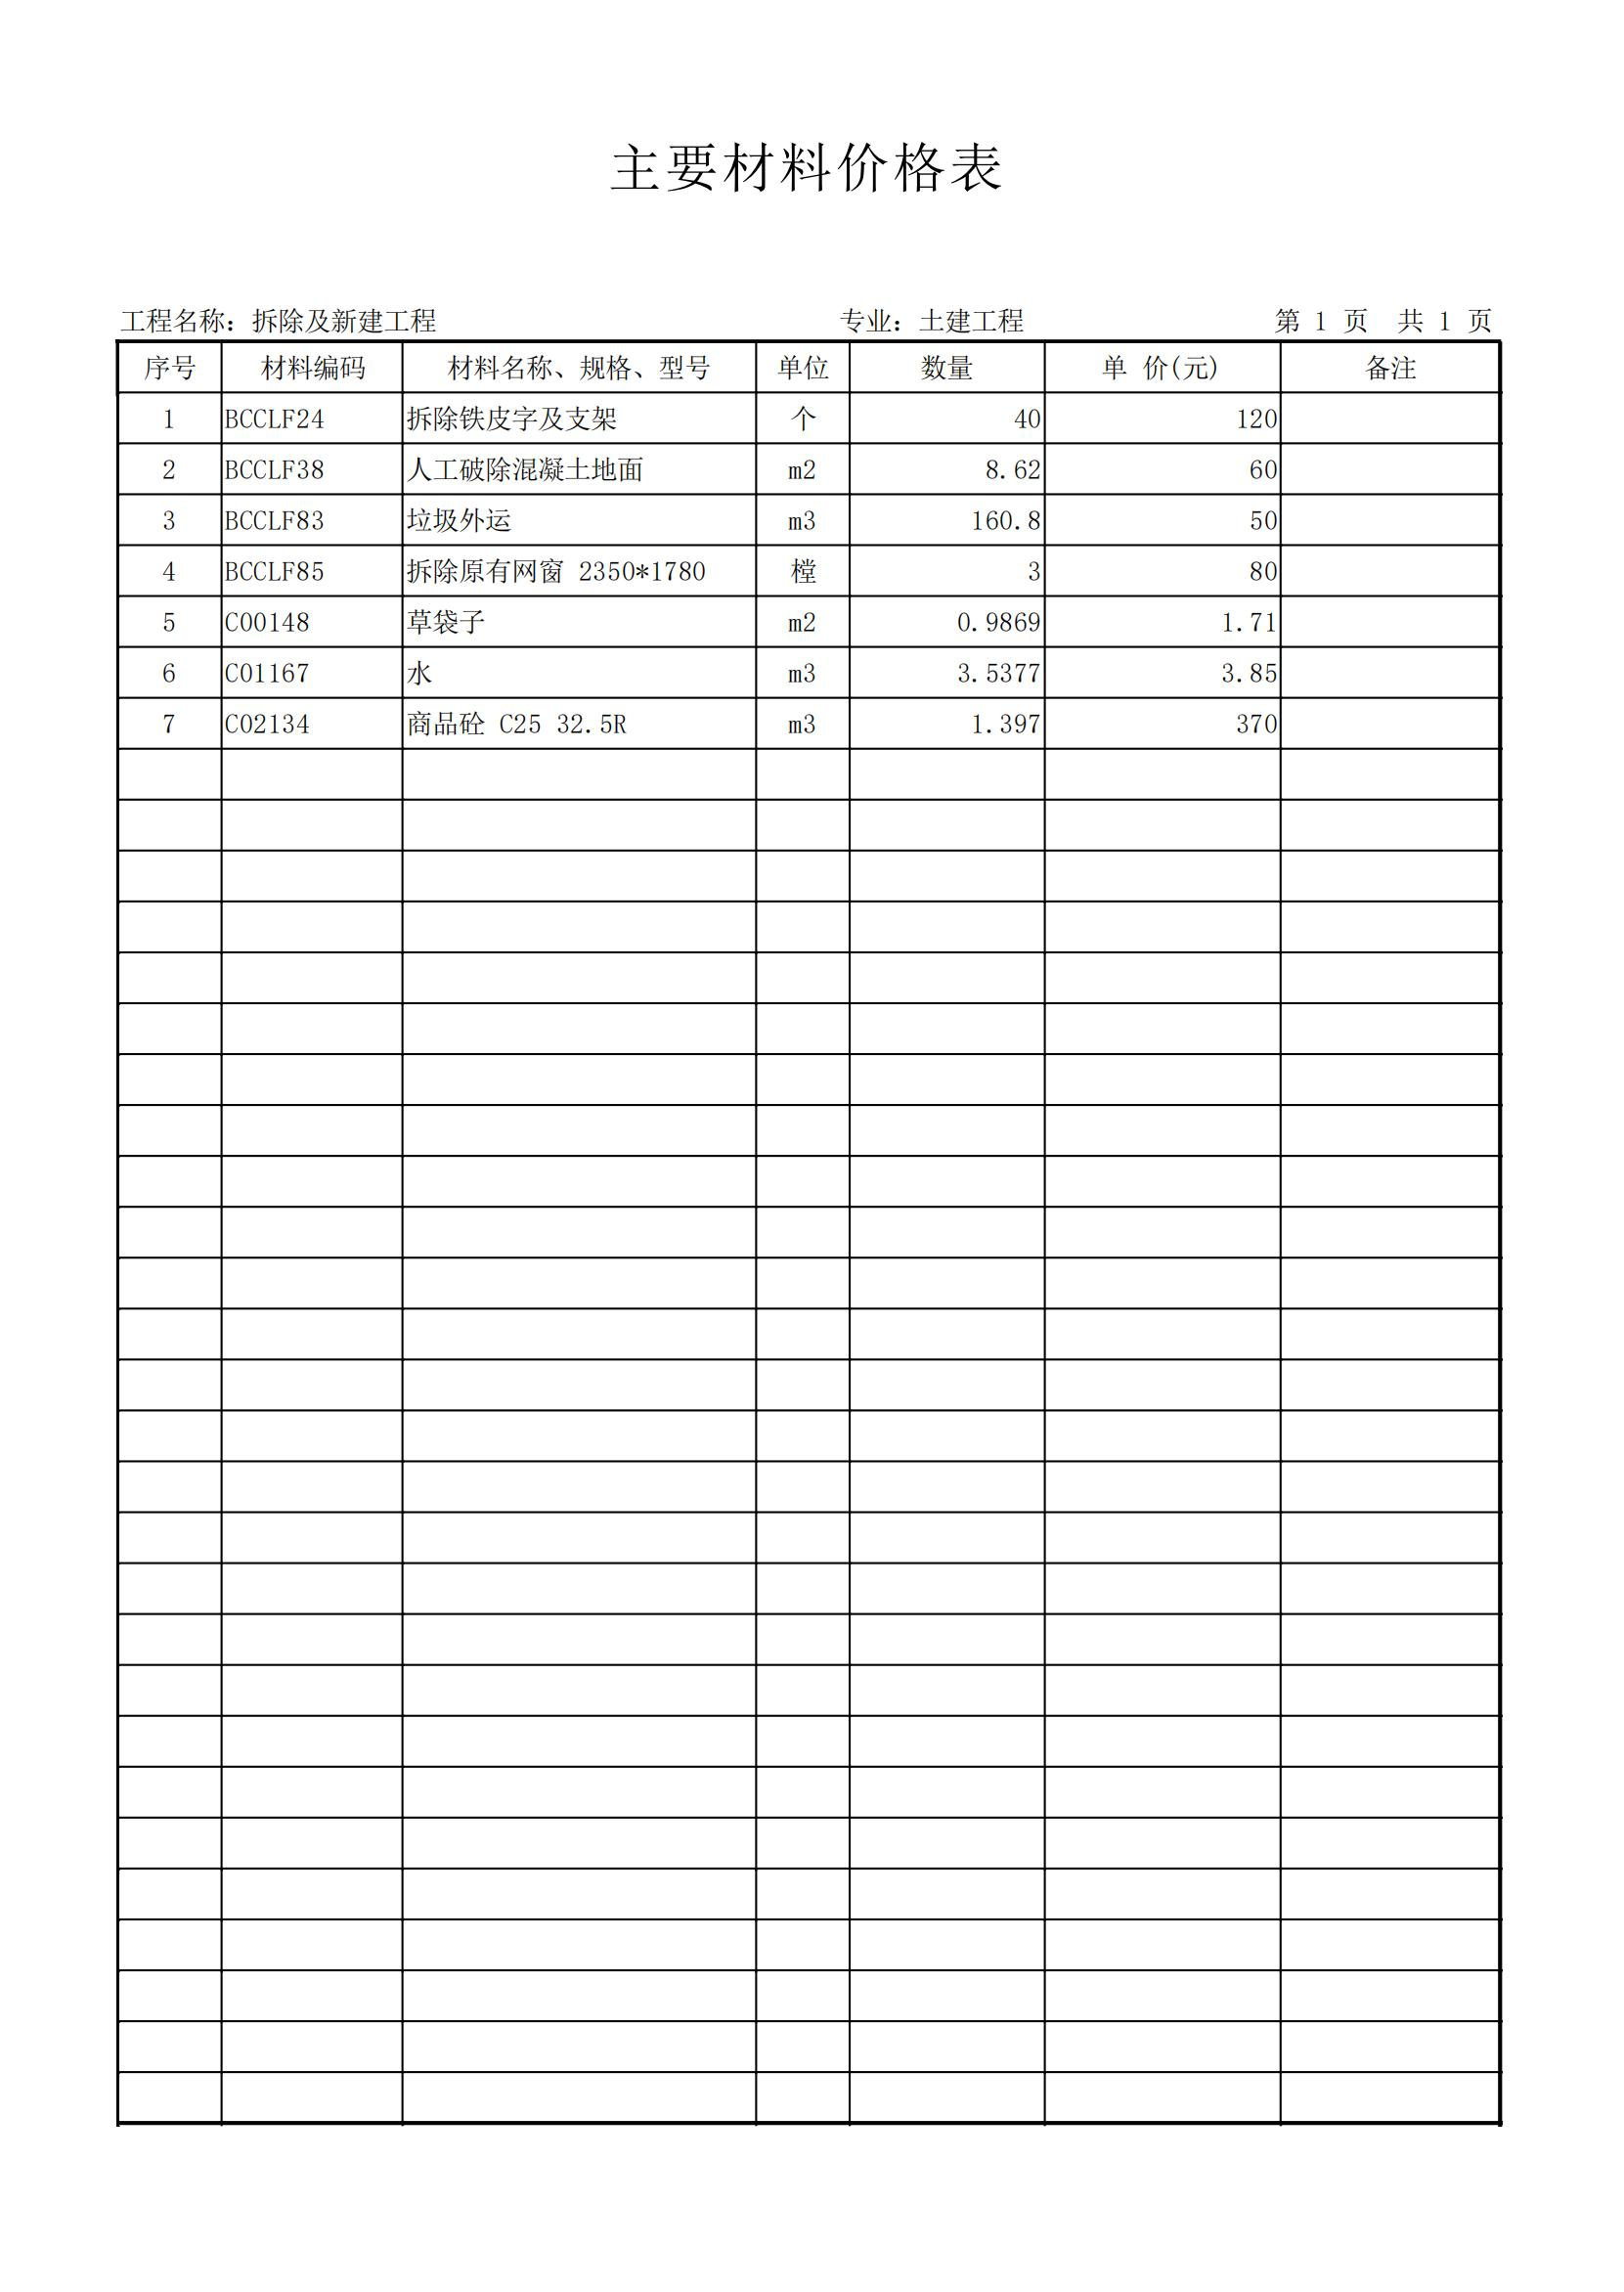 主要材料价格表
工程名称：拆除及新建工程 专业：土建工程 第 1 页 共 1 页
序号 材料编码 材料名称、规格、型号 单位 数量 单 价(元) 备注
1 BCCLF24 拆除铁皮字及支架 个 40 120
2 BCCLF38 人工破除混凝土地面 m2 8.62 60
3 BCCLF83 垃圾外运 m3 160.8 50
4 BCCLF85 拆除原有网窗 2350*1780 樘 3 80
5 C00148 草袋子 m2 0.9869 1.71
6 C01167 水 m3 3.5377 3.85
7 C02134 商品砼 C25 32.5R m3 1.397 370